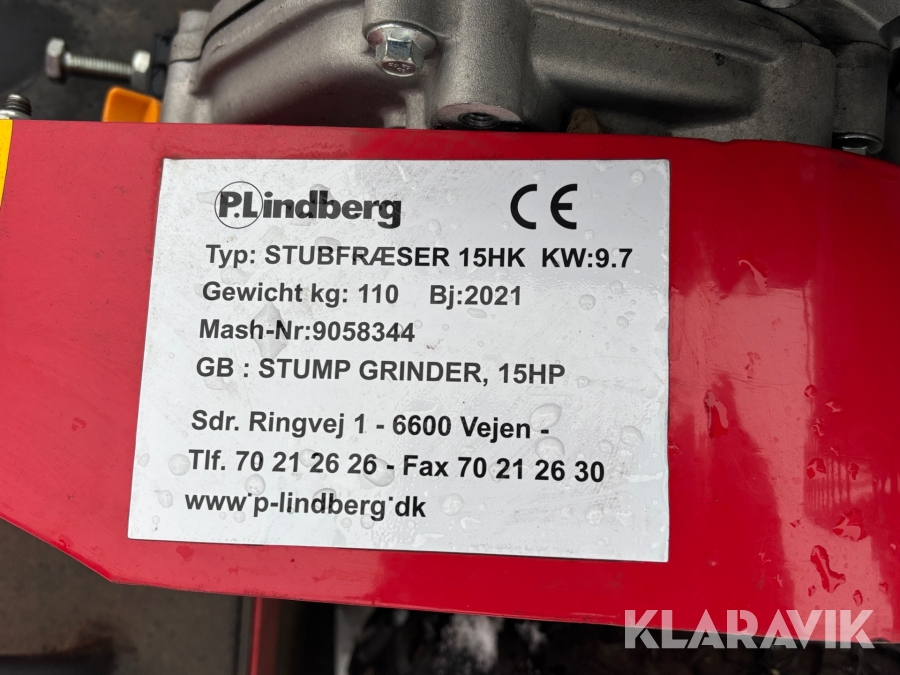 P.Lindberg CE
Typ: STUBFRÆSER 15HK KW:9.7
Gewicht kg: 110 Bj:2021
Mash-Nr:9058344
GB : STUMP GRINDER, 15HP
Sdr. Ringvej 1 - 6600 Vejen -
Tlf. 70 21 26 26 - Fax 70 21 26 30
www.p-lindberg.dk
KLARAVIK